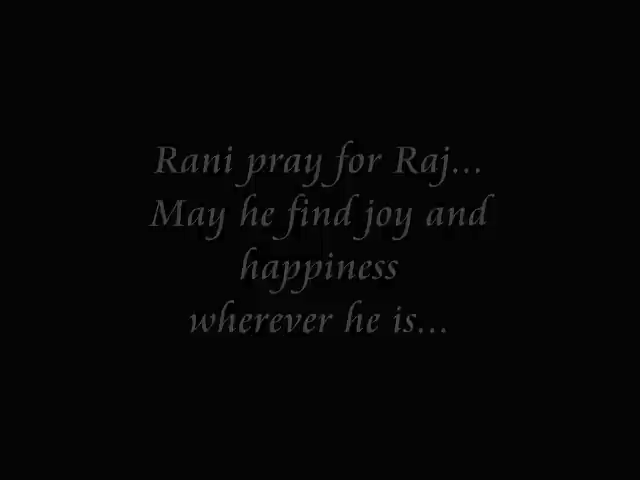 Rani pray for Raj...
May he find joy and
happiness
wherever he is...